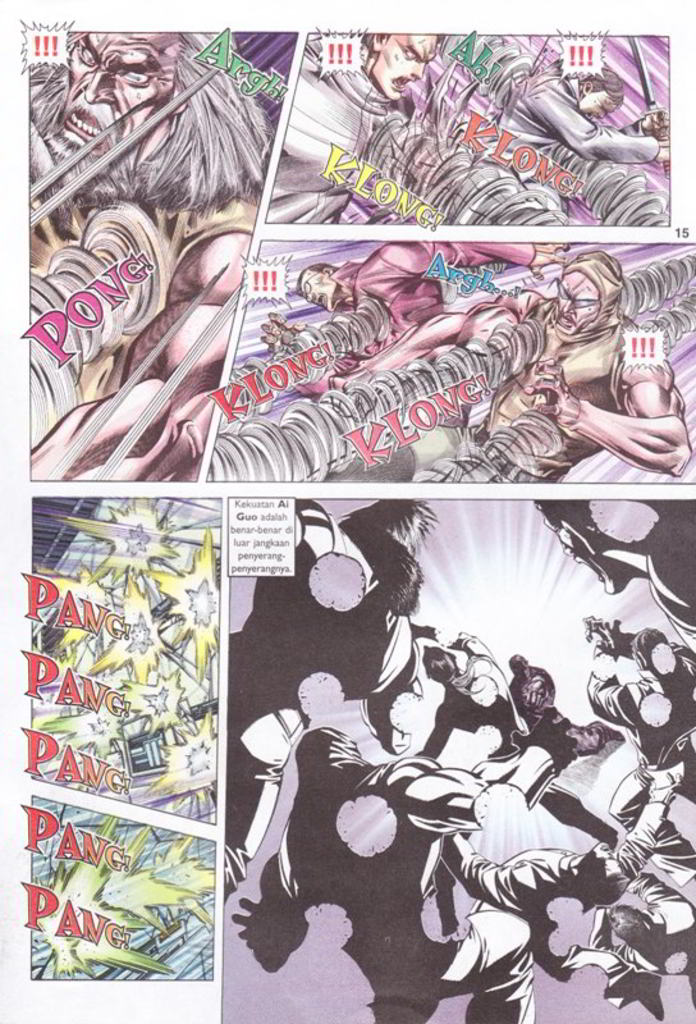 !!!
Argh!
PONG!
!!!
Ah!
!!!
KLONG!
KLONG!
15
!!!
Argh...!
!!!
KLONG!
KLONG!
PANG!
PANG!
PANG!
PANG!
PANG!
Kekuatan Ai
Guo adalah
benar-benar di
luar jangkaan
penyerang-
penyerangnya.